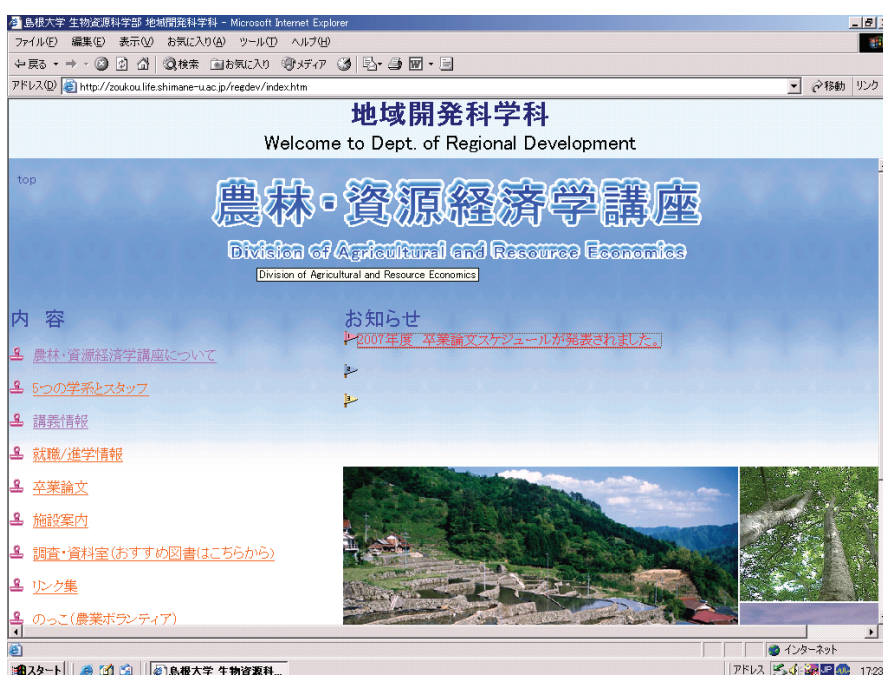 島根大学 生物資源科学部 地域開発科学科 - Microsoft Internet Explorer
ファイル(F) 編集(E) 表示(V) お気に入り(A) ツール(T) ヘルプ(H)
戻る 検索 お気に入り メディア
アドレス(D) http://zoukou.life.shimane-u.ac.jp/regdev/index.htm 移動 リンク
地域開発科学科
Welcome to Dept. of Regional Development
top
農林・資源経済学講座
Division of Agricultural and Resource Economics
Division of Agricultural and Resource Economics
内 容
お知らせ
1 2007年度 卒業論文スケジュールが発表されました。
農林・資源経済学講座について
2
5つの学系とスタッフ
3
講義情報
就職/進学情報
卒業論文
施設案内
調査・資料室(おすすめ図書はこちらから)
リンク集
のっこ(農業ボランティア)
インターネット
スタート 島根大学 生物資源科... アドレス JP 17:23